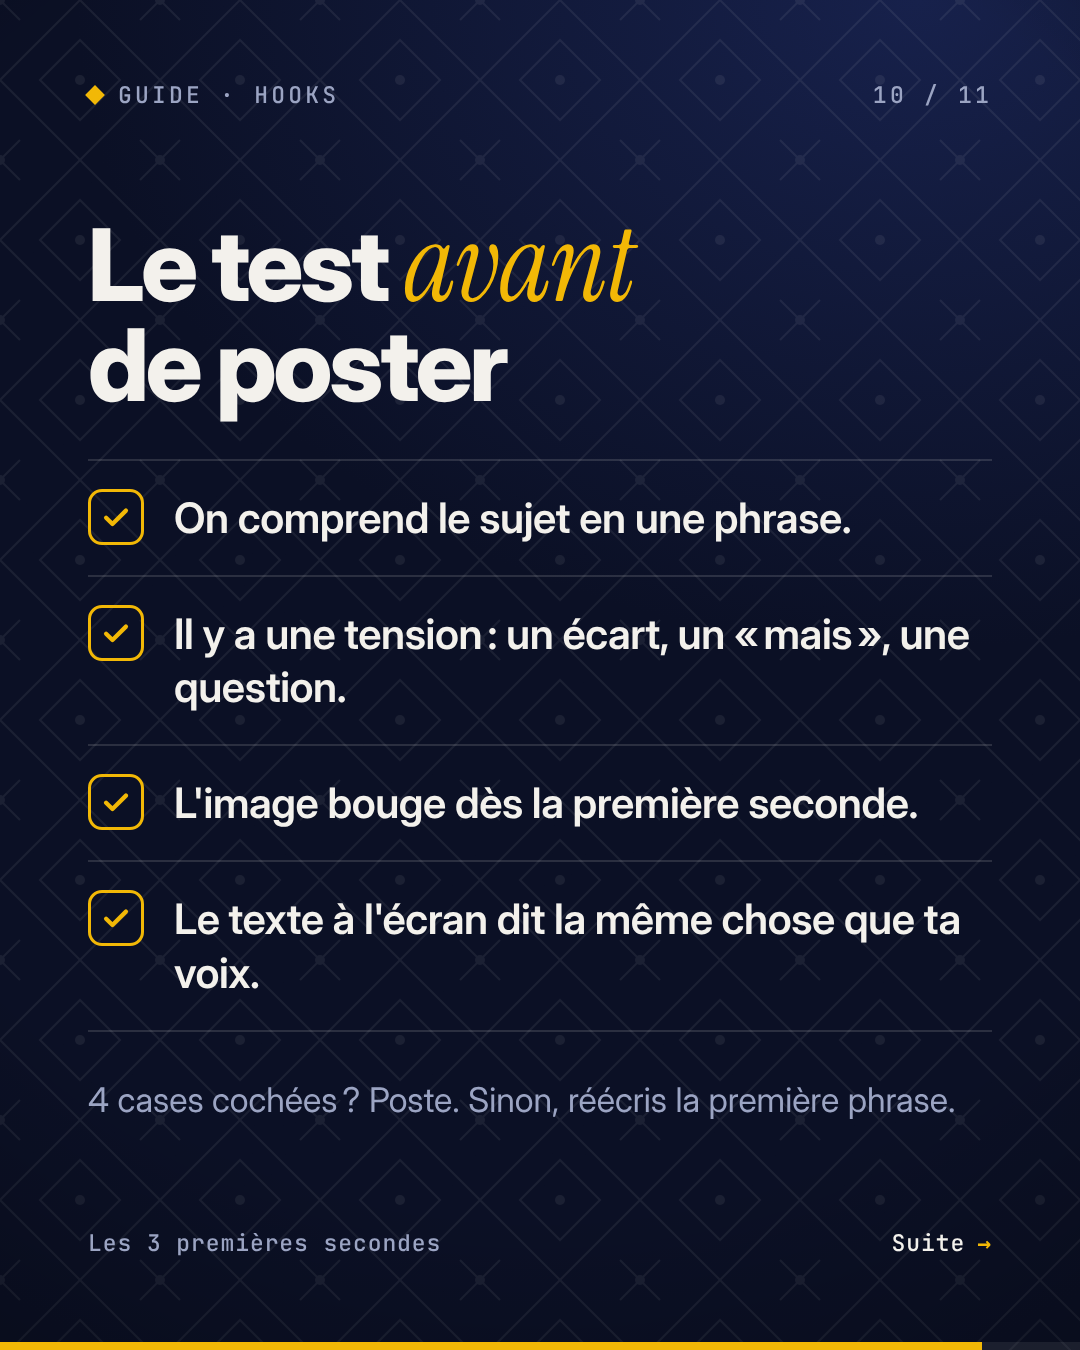 GUIDE · HOOKS
10 / 11
Le test avant
de poster
On comprend le sujet en une phrase.
Il y a une tension : un écart, un « mais », une
question.
L'image bouge dès la première seconde.
Le texte à l'écran dit la même chose que ta
voix.
4 cases cochées ? Poste. Sinon, réécris la première phrase.
Les 3 premières secondes
Suite →